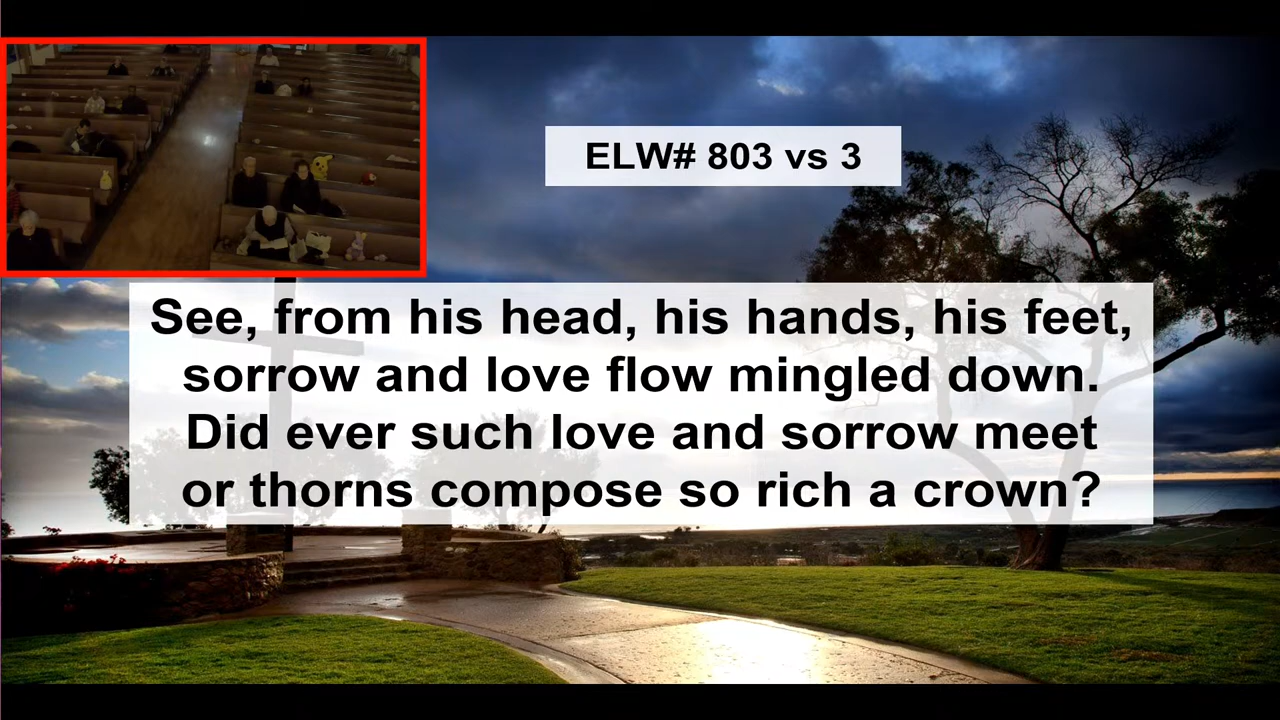 ELW# 803 vs 3
See, from his head, his hands, his feet,
sorrow and love flow mingled down.
Did ever such love and sorrow meet
or thorns compose so rich a crown?